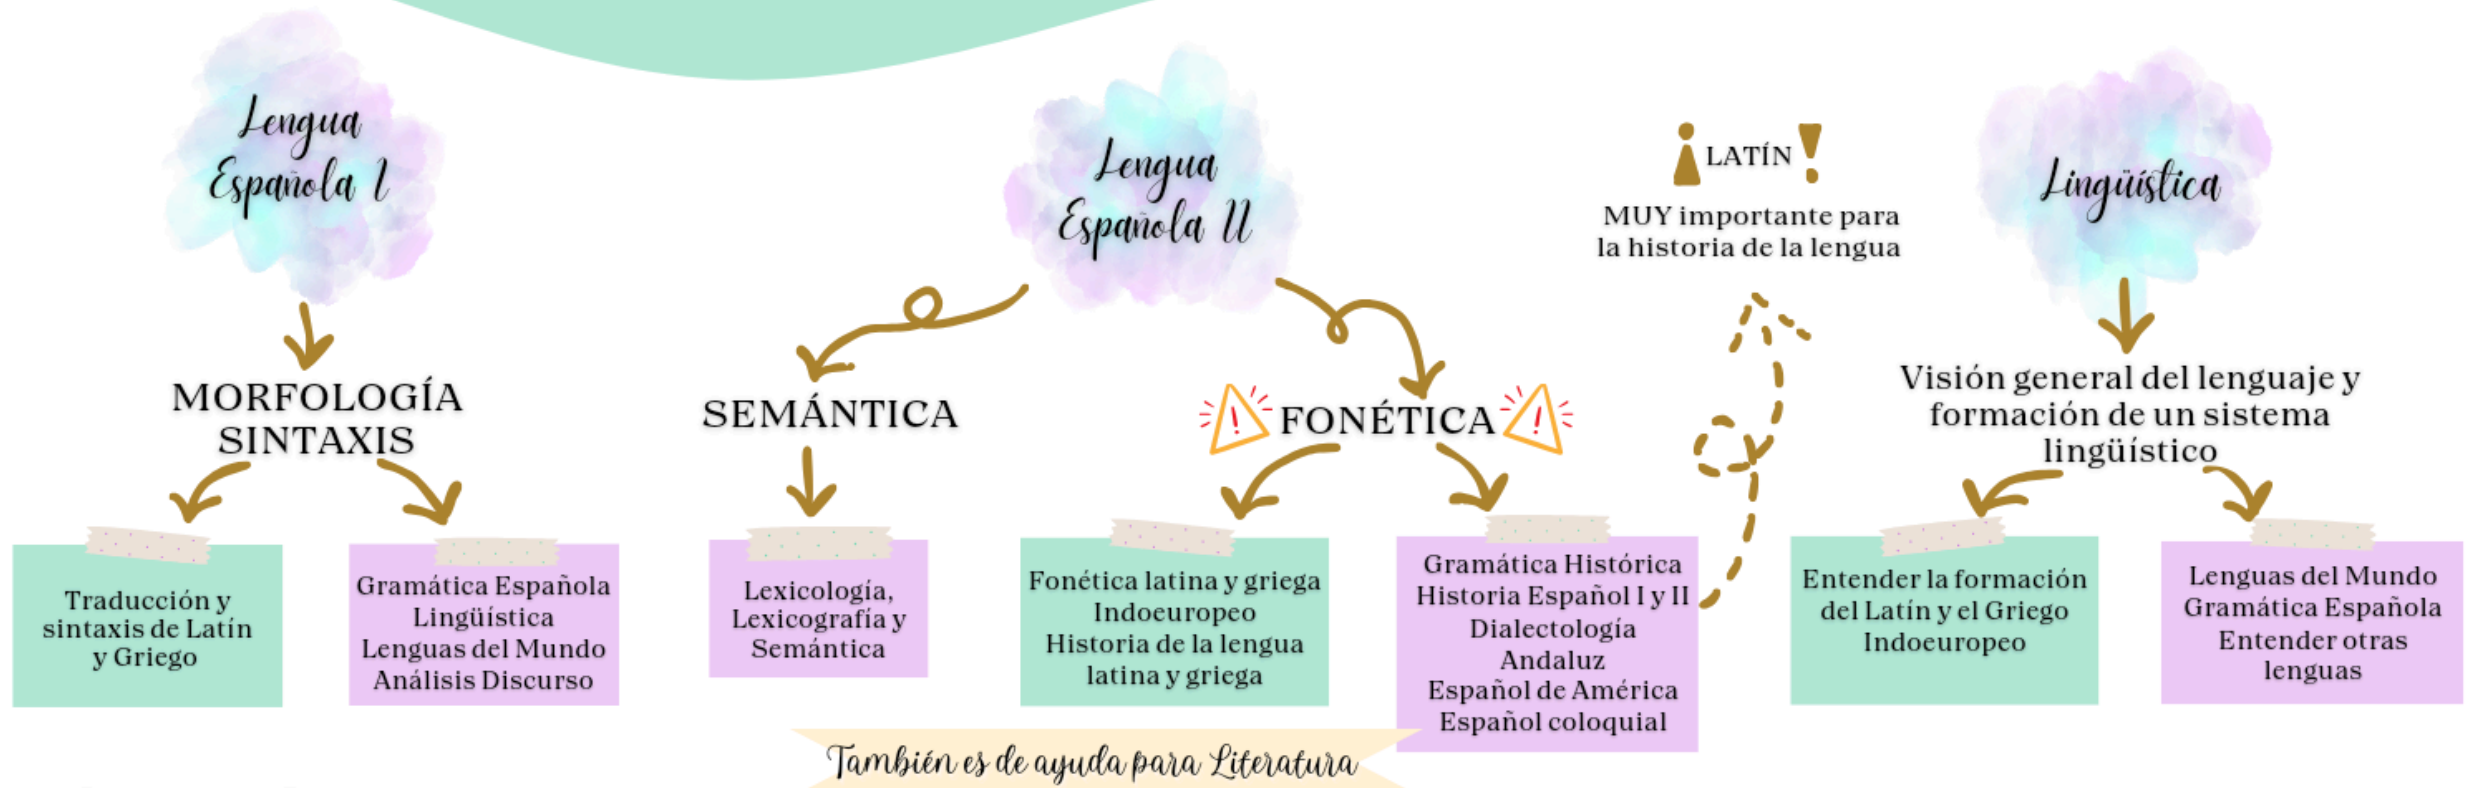 Lengua
Española I
MORFOLOGÍA
SINTAXIS
Traducción y
sintaxis de Latín
y Griego
Gramática Española
Lingüística
Lenguas del Mundo
Análisis Discurso
Lengua
Española II
SEMÁNTICA
Lexicología,
Lexicografía y
Semántica
! FONÉTICA !
Fonética latina y griega
Indoeuropeo
Historia de la lengua
latina y griega
Gramática Histórica
Historia Español I y II
Dialectología
Andaluz
Español de América
Español coloquial
También es de ayuda para Literatura
¡LATÍN!
MUY importante para
la historia de la lengua
Lingüística
Visión general del lenguaje y
formación de un sistema
lingüístico
Entender la formación
del Latín y el Griego
Indoeuropeo
Lenguas del Mundo
Gramática Española
Entender otras
lenguas